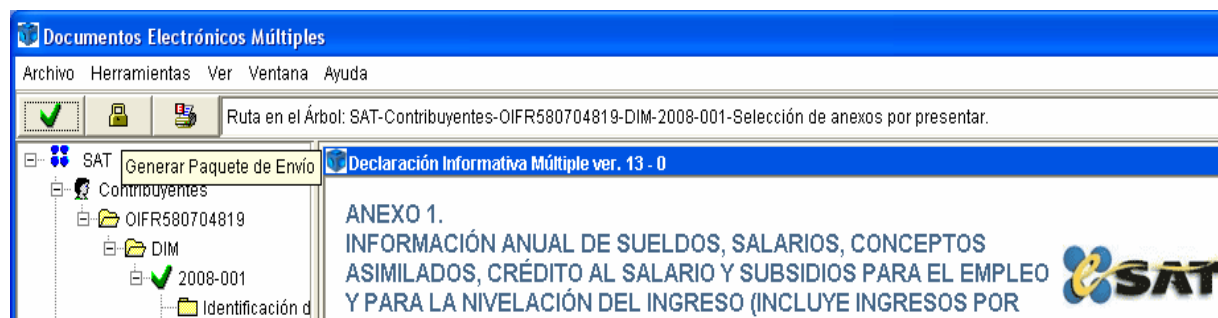 Documentos Electrónicos Múltiples
Archivo Herramientas Ver Ventana Ayuda
Ruta en el Árbol: SAT-Contribuyentes-OIFR580704819-DIM-2008-001-Selección de anexos por presentar.
SAT
Generar Paquete de Envío
Contribuyentes
OIFR580704819
DIM
2008-001
Identificación d
Declaración Informativa Múltiple ver. 13 - 0
ANEXO 1.
INFORMACIÓN ANUAL DE SUELDOS, SALARIOS, CONCEPTOS
ASIMILADOS, CRÉDITO AL SALARIO Y SUBSIDIOS PARA EL EMPLEO
Y PARA LA NIVELACIÓN DEL INGRESO (INCLUYE INGRESOS POR
e-SAT